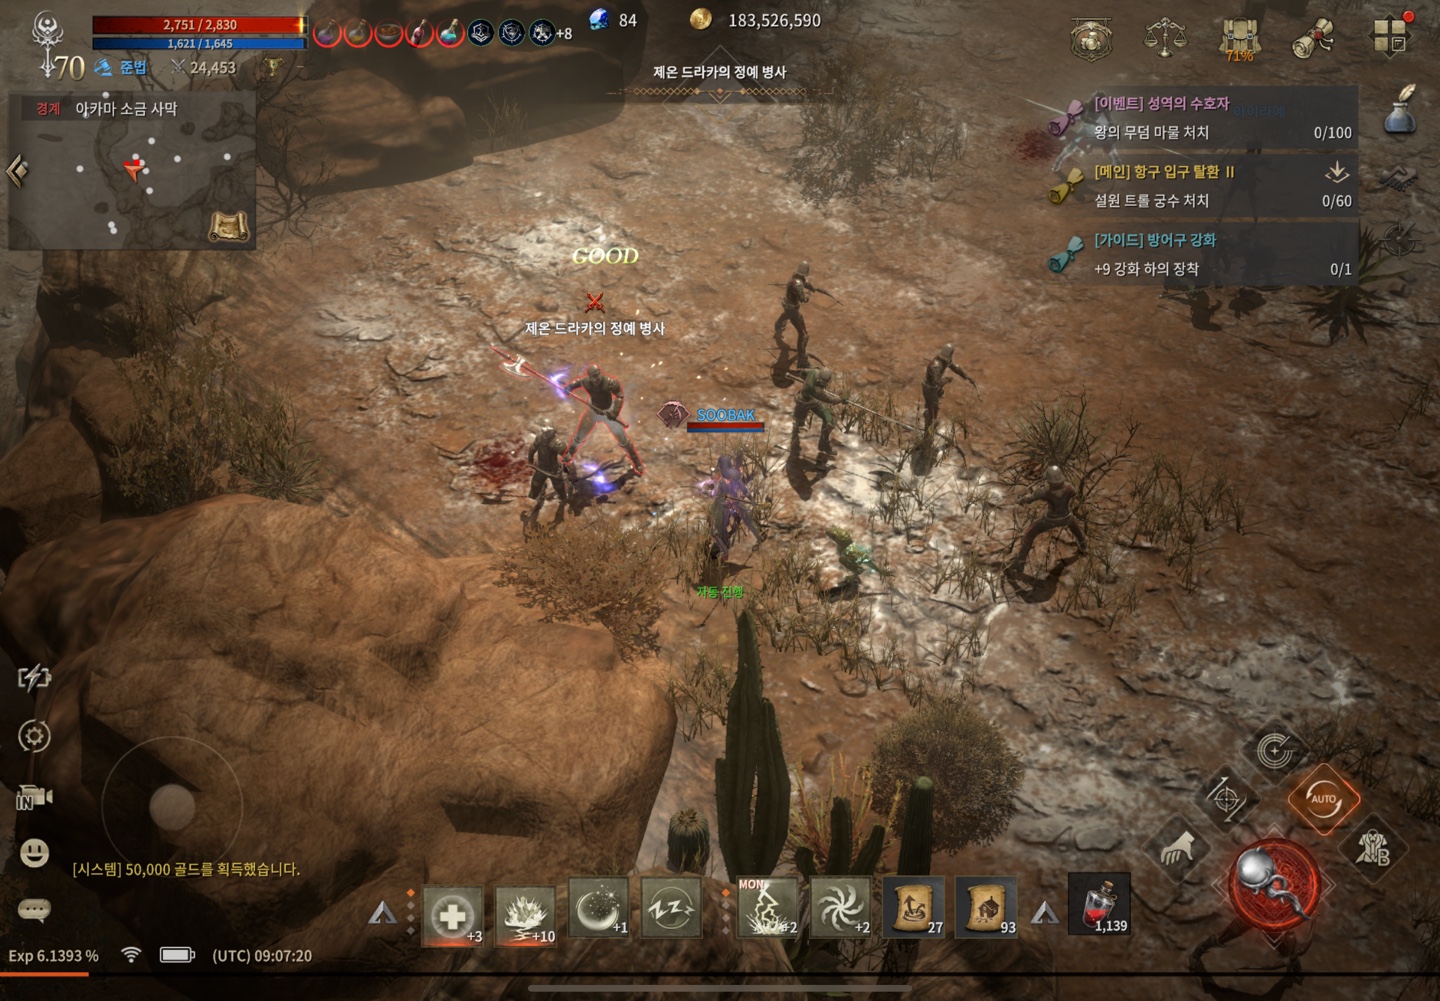 2,751 / 2,830
1,621 / 1,645
70
준법
24,453
+8
84
183,526,590
71%
제온 드라카의 정예 병사
경계
아카마 소금 사막
[이벤트] 성역의 수호자
왕의 무덤 마물 처치
0/100
[메인] 항구 입구 탈환 II
설원 트롤 궁수 처치
0/60
[가이드] 방어구 강화
+9 강화 하의 장착
0/1
GOOD
제온 드라카의 정예 병사
SOOBAK
자동 진행
IN
AUTO
B
[시스템] 50,000 골드를 획득했습니다.
+3
+10
+1
MON
+2
+2
27
93
1,139
Exp 6.1393 %
(UTC) 09:07:20